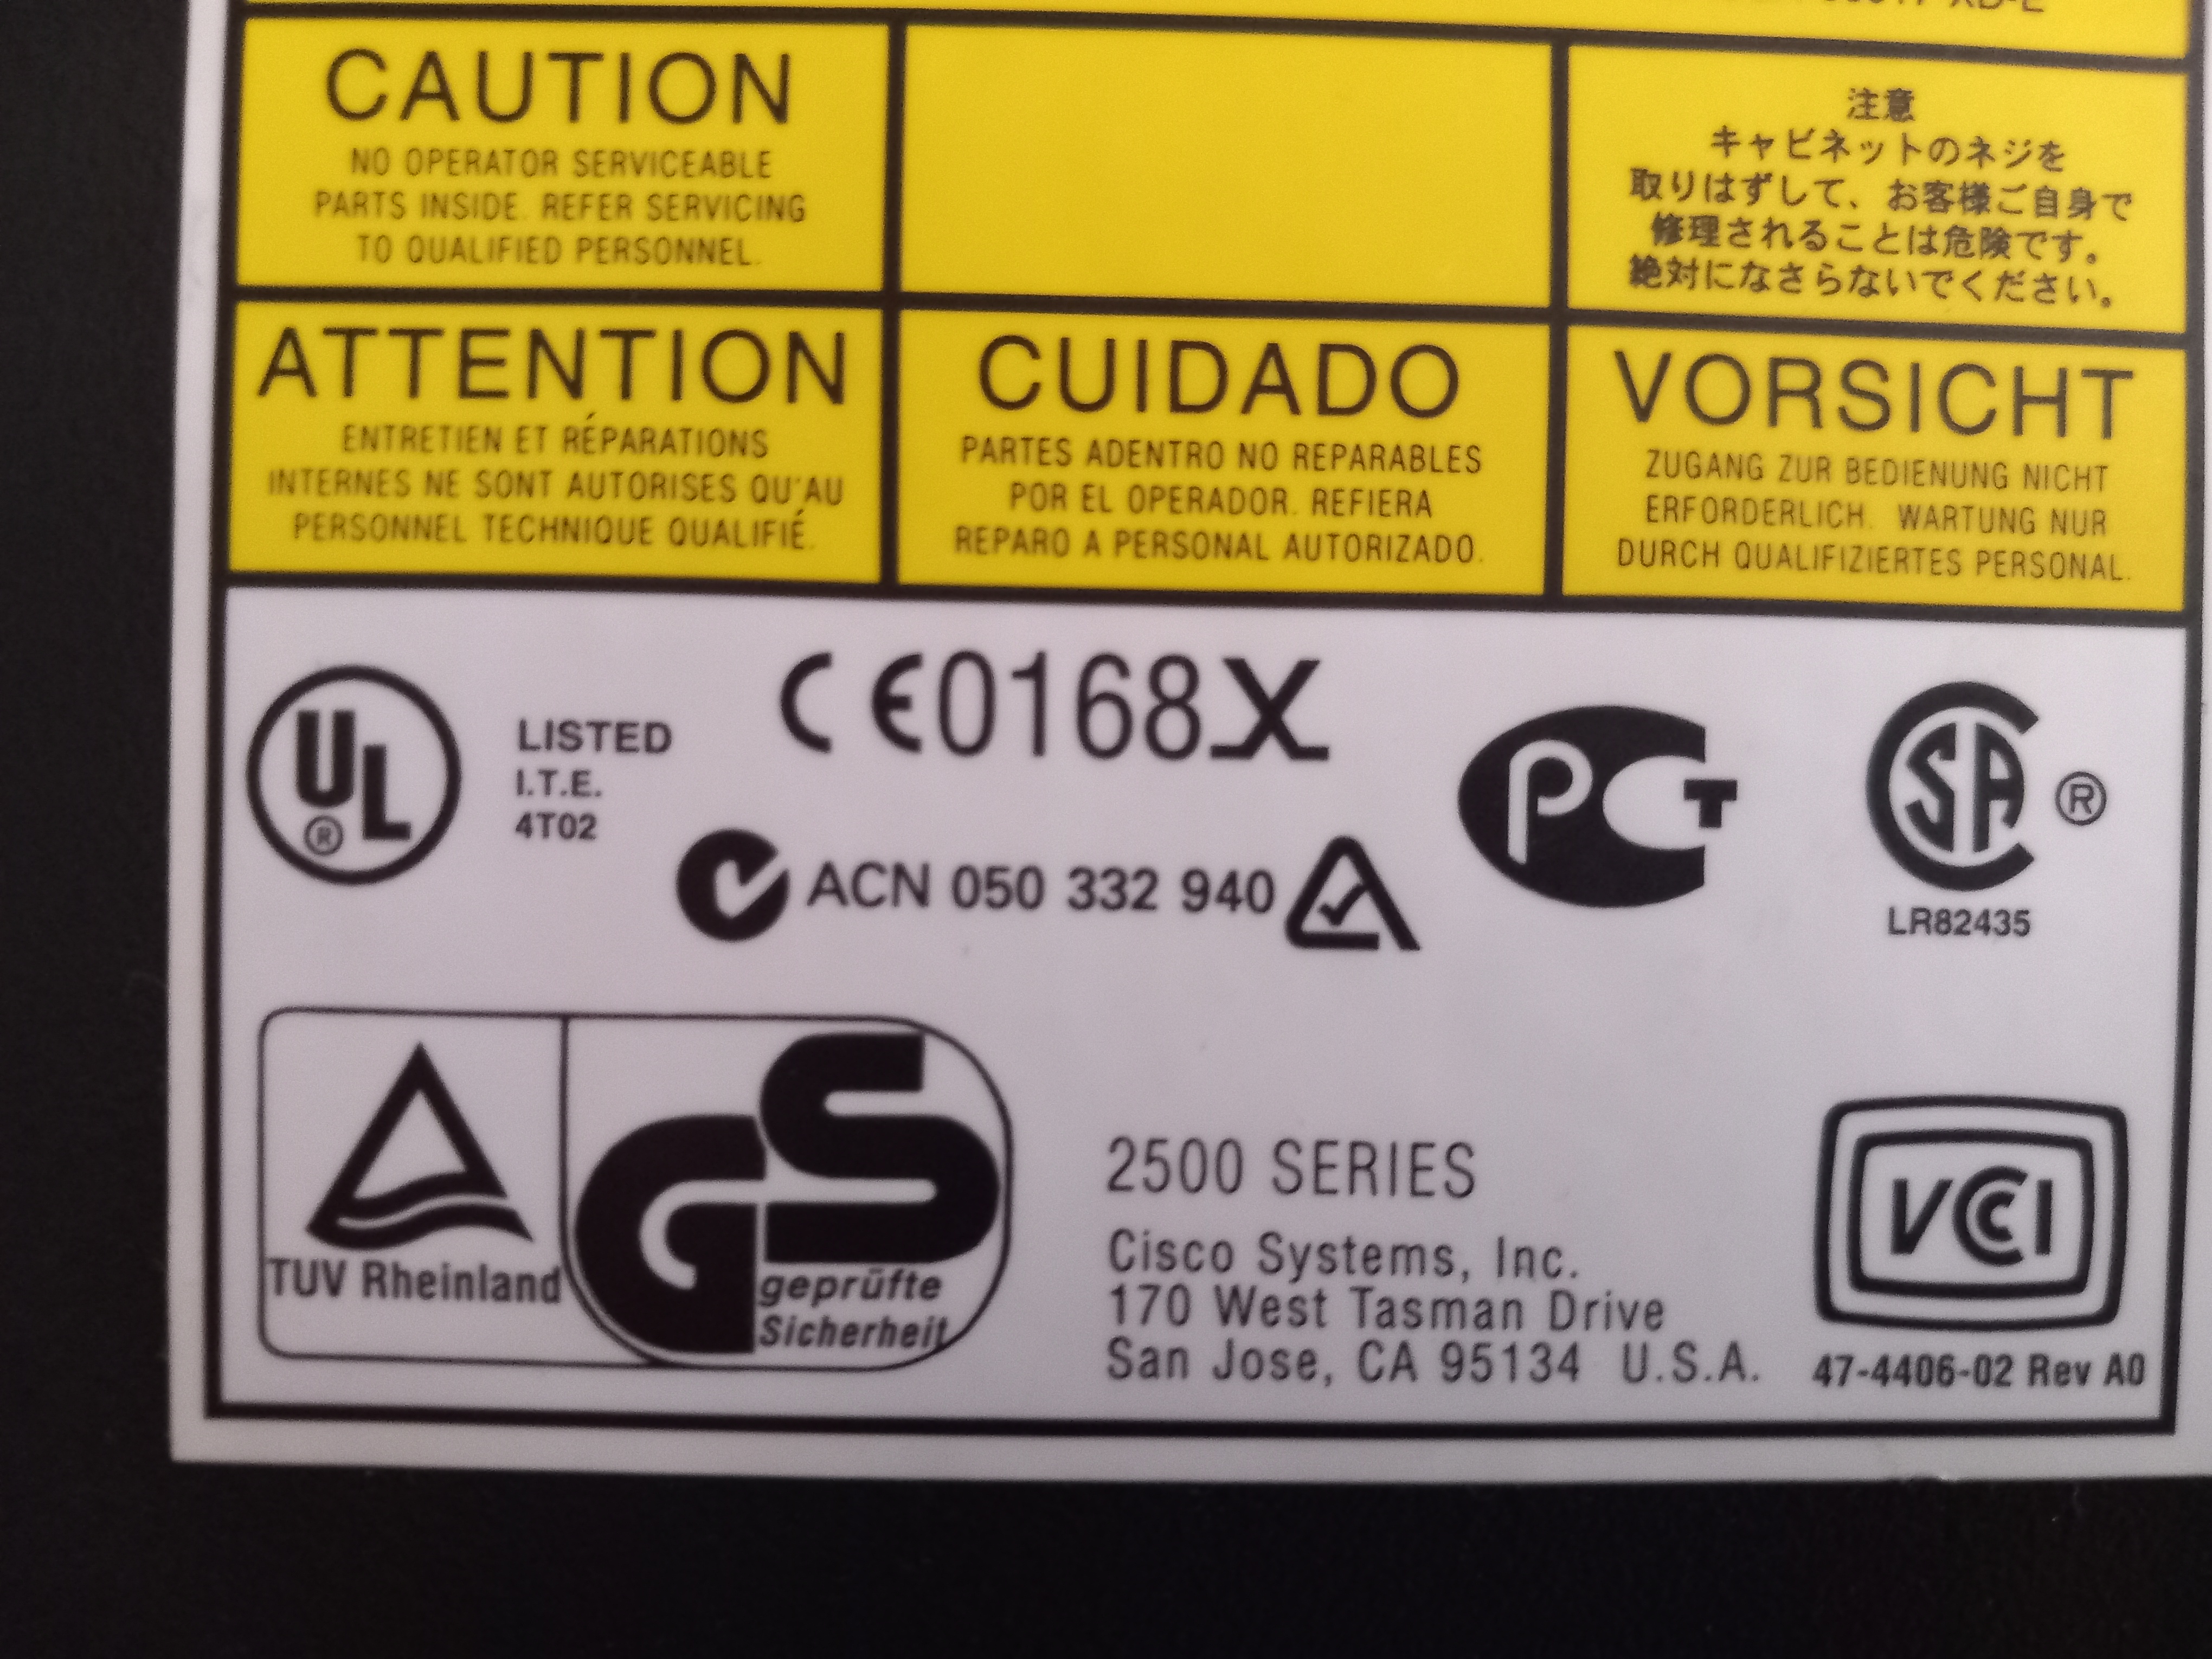 CAUTION
NO OPERATOR SERVICEABLE
PARTS INSIDE. REFER SERVICING
TO QUALIFIED PERSONNEL.
注意
キャビネットのネジを
取りはずして、お客様ご自身で
修理されることは危険です。
絶対になさらないでください。
ATTENTION
ENTRETIEN ET RÉPARATIONS
INTERNES NE SONT AUTORISES QU'AU
PERSONNEL TECHNIQUE QUALIFIÉ.
CUIDADO
PARTES ADENTRO NO REPARABLES
POR EL OPERADOR. REFIERA
REPARO A PERSONAL AUTORIZADO.
VORSICHT
ZUGANG ZUR BEDIENUNG NICHT
ERFORDERLICH. WARTUNG NUR
DURCH QUALIFIZIERTES PERSONAL.
UL ®
LISTED
I.T.E.
4T02
CE0168X
ACN 050 332 940
PCT
CSA ®
LR82435
TUV Rheinland
GS
geprüfte
Sicherheit
2500 SERIES
Cisco Systems, Inc.
170 West Tasman Drive
San Jose, CA 95134 U.S.A.
VCCI
47-4406-02 Rev A0